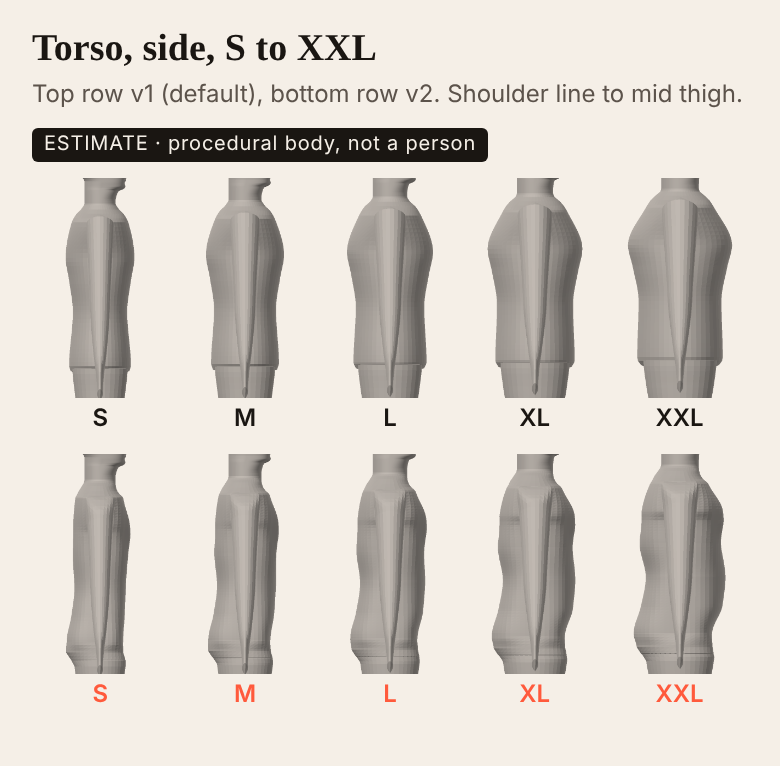 Torso, side, S to XXL
Top row v1 (default), bottom row v2. Shoulder line to mid thigh.
ESTIMATE · procedural body, not a person
S M L XL XXL
S M L XL XXL